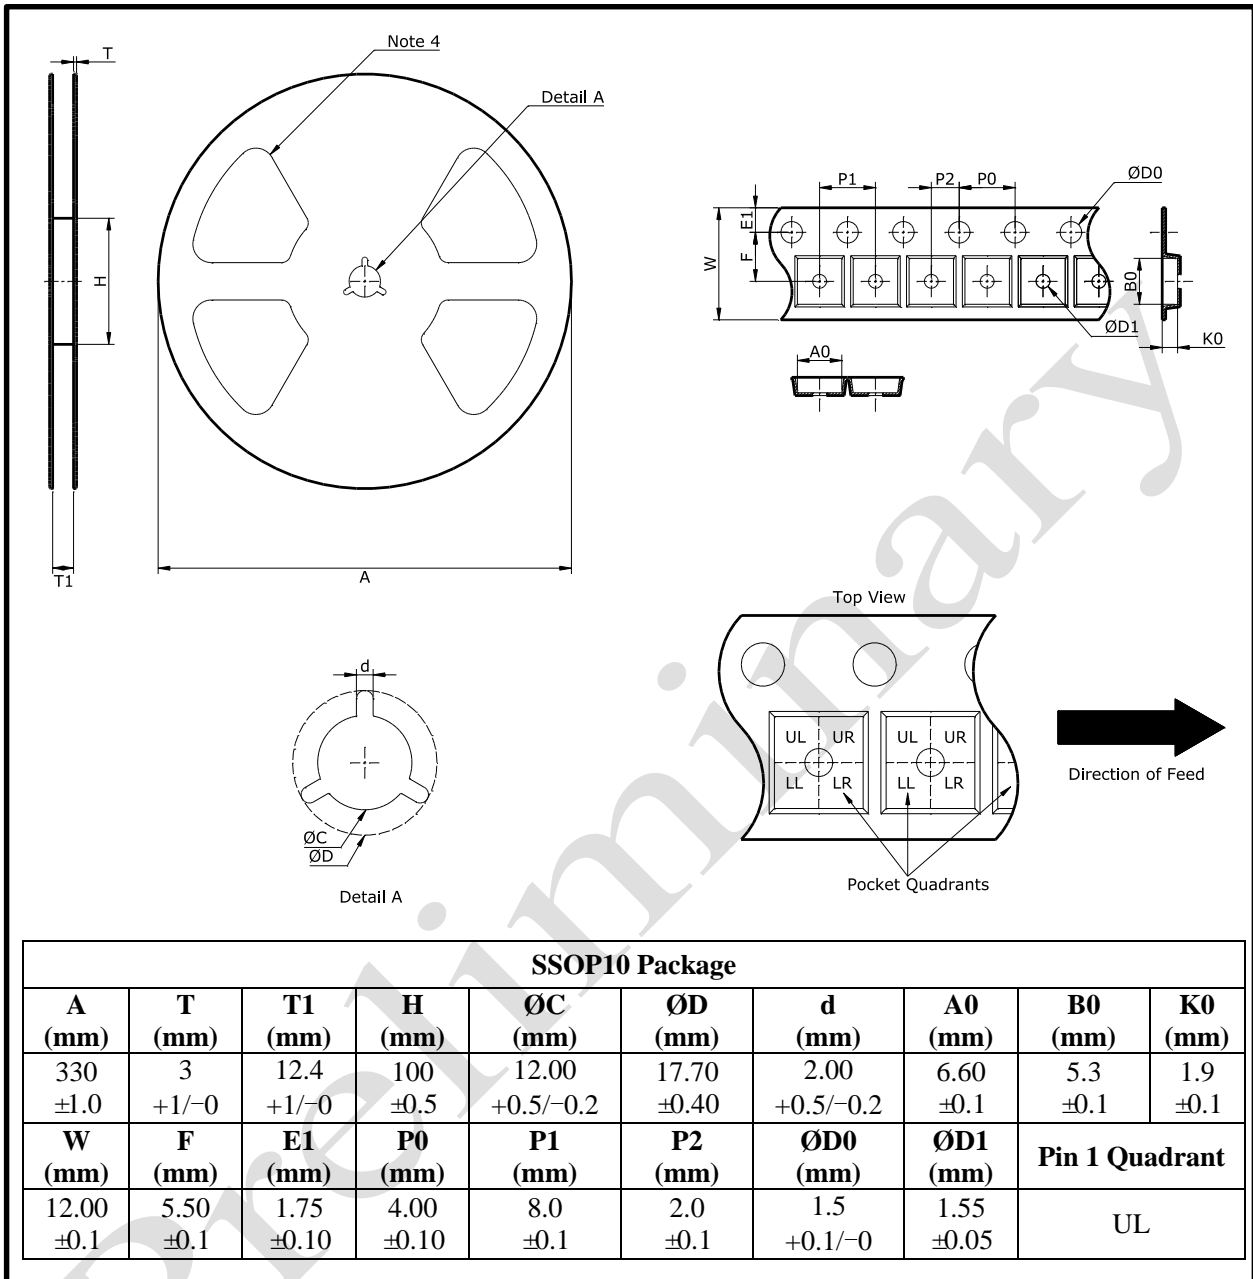 Note 4
T
Detail A
H
T1
A
P1
P2
P0
ØD0
E1
W
F
B0
ØD1
K0
A0
Top View
UL UR UL UR
LL LR LL LR
Direction of Feed
Pocket Quadrants
d
ØC
ØD
Detail A
Preliminary
SSOP10 Package
A T T1 H ØC ØD d A0 B0 K0
(mm) (mm) (mm) (mm) (mm) (mm) (mm) (mm) (mm) (mm)
330 3 12.4 100 12.00 17.70 2.00 6.60 5.3 1.9
±1.0 +1/−0 +1/−0 ±0.5 +0.5/−0.2 ±0.40 +0.5/−0.2 ±0.1 ±0.1 ±0.1
W F E1 P0 P1 P2 ØD0 ØD1 Pin 1 Quadrant
(mm) (mm) (mm) (mm) (mm) (mm) (mm) (mm)
12.00 5.50 1.75 4.00 8.0 2.0 1.5 1.55 UL
±0.1 ±0.1 ±0.10 ±0.10 ±0.1 ±0.1 +0.1/−0 ±0.05